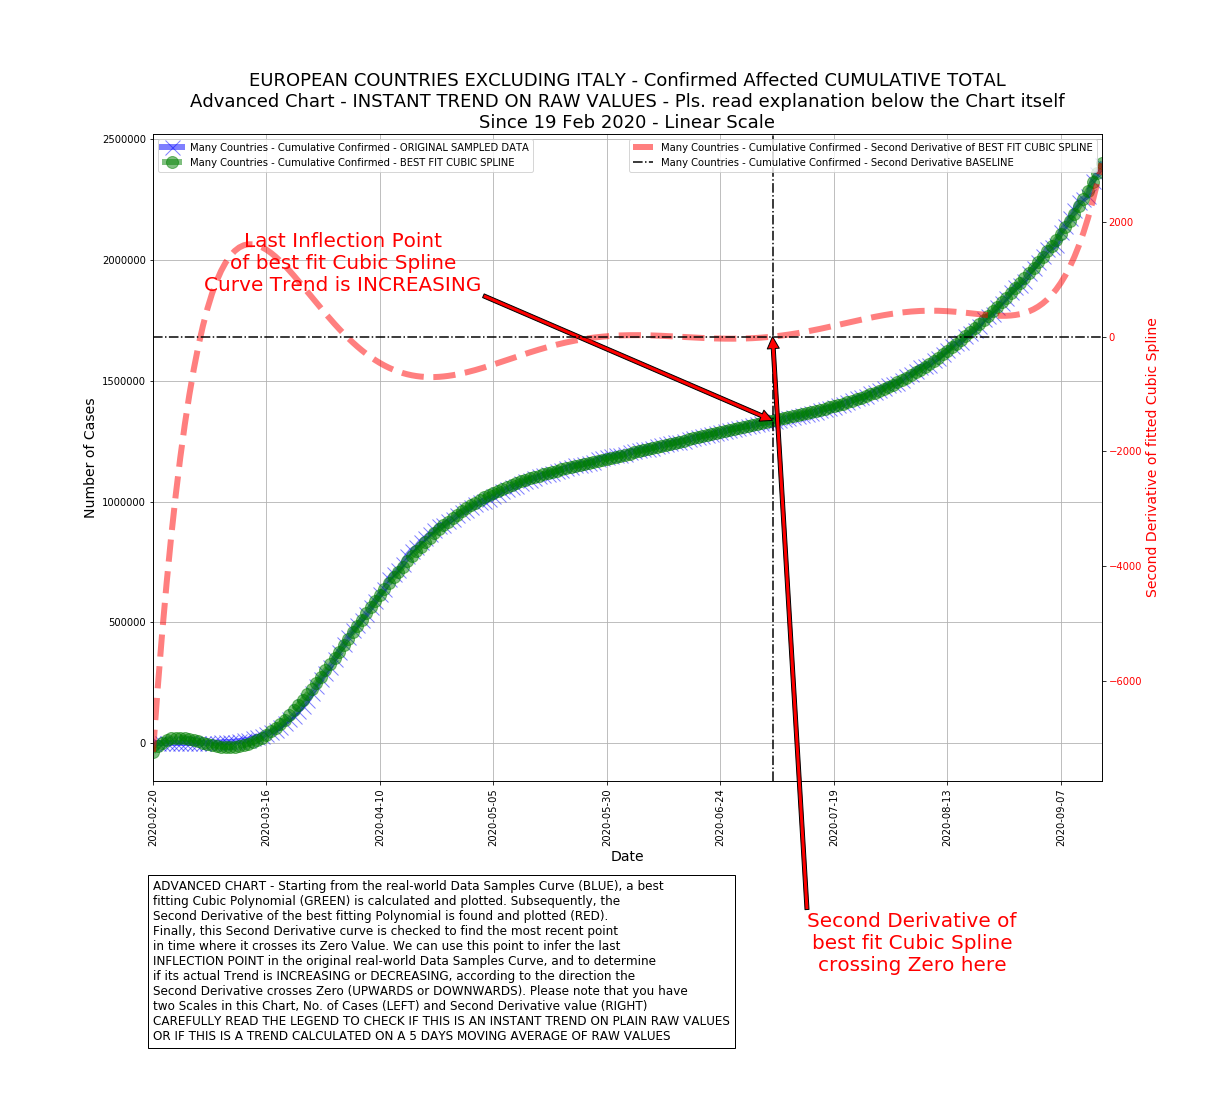 EUROPEAN COUNTRIES EXCLUDING ITALY - Confirmed Affected CUMULATIVE TOTAL
Advanced Chart - INSTANT TREND ON RAW VALUES - Pls. read explanation below the Chart itself
Since 19 Feb 2020 - Linear Scale
Many Countries - Cumulative Confirmed - ORIGINAL SAMPLED DATA
Many Countries - Cumulative Confirmed - BEST FIT CUBIC SPLINE
Many Countries - Cumulative Confirmed - Second Derivative of BEST FIT CUBIC SPLINE
Many Countries - Cumulative Confirmed - Second Derivative BASELINE
Last Inflection Point
of best fit Cubic Spline
Curve Trend is INCREASING
Number of Cases
2500000
2000000
1500000
1000000
500000
0
2000
0
−2000
−4000
−6000
Second Derivative of fitted Cubic Spline
2020-02-20
2020-03-16
2020-04-10
2020-05-05
2020-05-30
2020-06-24
2020-07-19
2020-08-13
2020-09-07
Date
Second Derivative of
best fit Cubic Spline
crossing Zero here
ADVANCED CHART - Starting from the real-world Data Samples Curve (BLUE), a best
fitting Cubic Polynomial (GREEN) is calculated and plotted. Subsequently, the
Second Derivative of the best fitting Polynomial is found and plotted (RED).
Finally, this Second Derivative curve is checked to find the most recent point
in time where it crosses its Zero Value. We can use this point to infer the last
INFLECTION POINT in the original real-world Data Samples Curve, and to determine
if its actual Trend is INCREASING or DECREASING, according to the direction the
Second Derivative crosses Zero (UPWARDS or DOWNWARDS). Please note that you have
two Scales in this Chart, No. of Cases (LEFT) and Second Derivative value (RIGHT)
CAREFULLY READ THE LEGEND TO CHECK IF THIS IS AN INSTANT TREND ON PLAIN RAW VALUES
OR IF THIS IS A TREND CALCULATED ON A 5 DAYS MOVING AVERAGE OF RAW VALUES